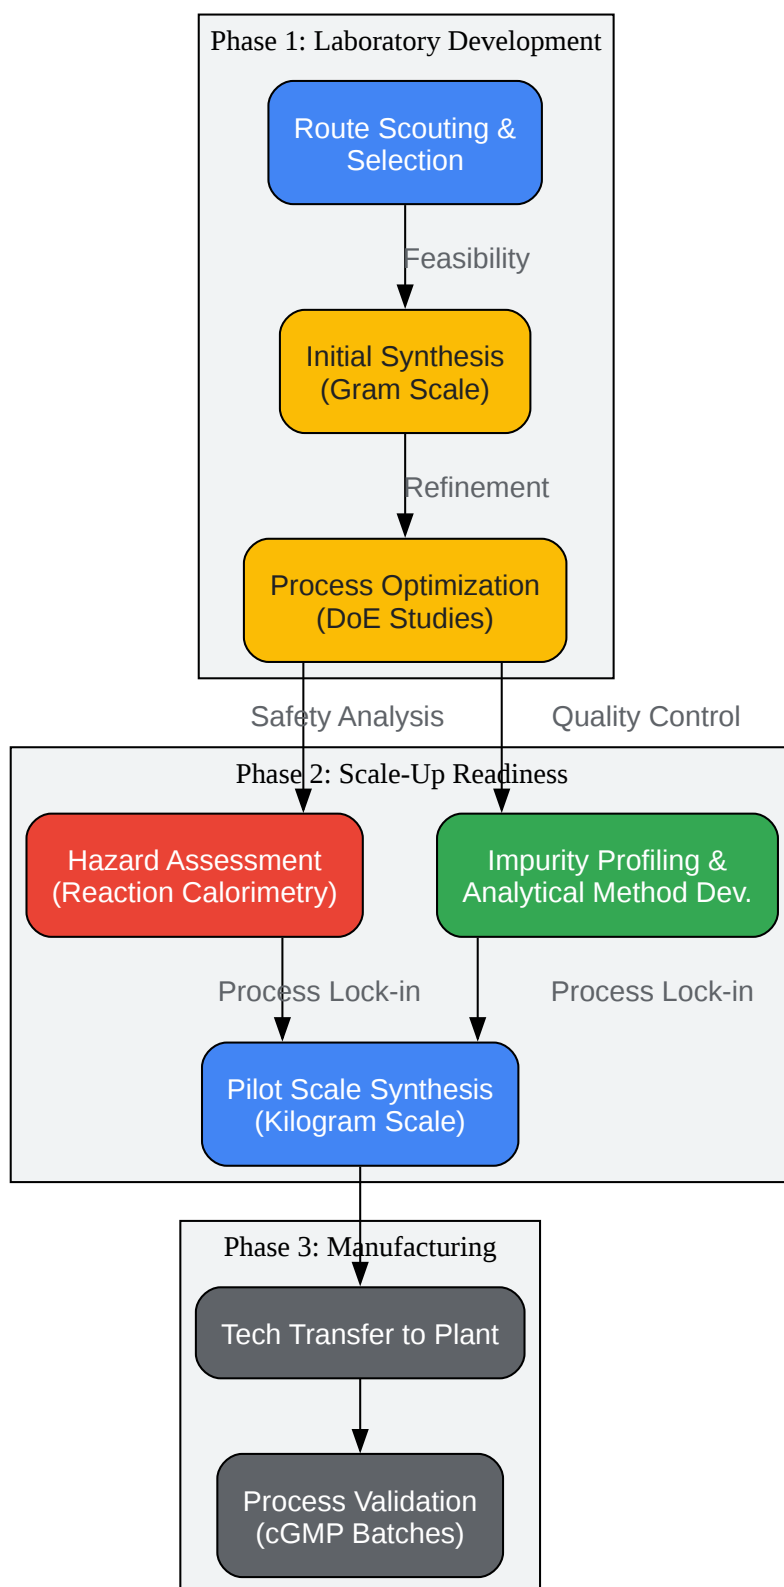 Phase 1: Laboratory Development
Route Scouting &
Selection
Feasibility
Initial Synthesis
(Gram Scale)
Refinement
Process Optimization
(DoE Studies)
Safety Analysis
Quality Control
Phase 2: Scale-Up Readiness
Hazard Assessment
(Reaction Calorimetry)
Impurity Profiling &
Analytical Method Dev.
Process Lock-in
Process Lock-in
Pilot Scale Synthesis
(Kilogram Scale)
Phase 3: Manufacturing
Tech Transfer to Plant
Process Validation
(cGMP Batches)